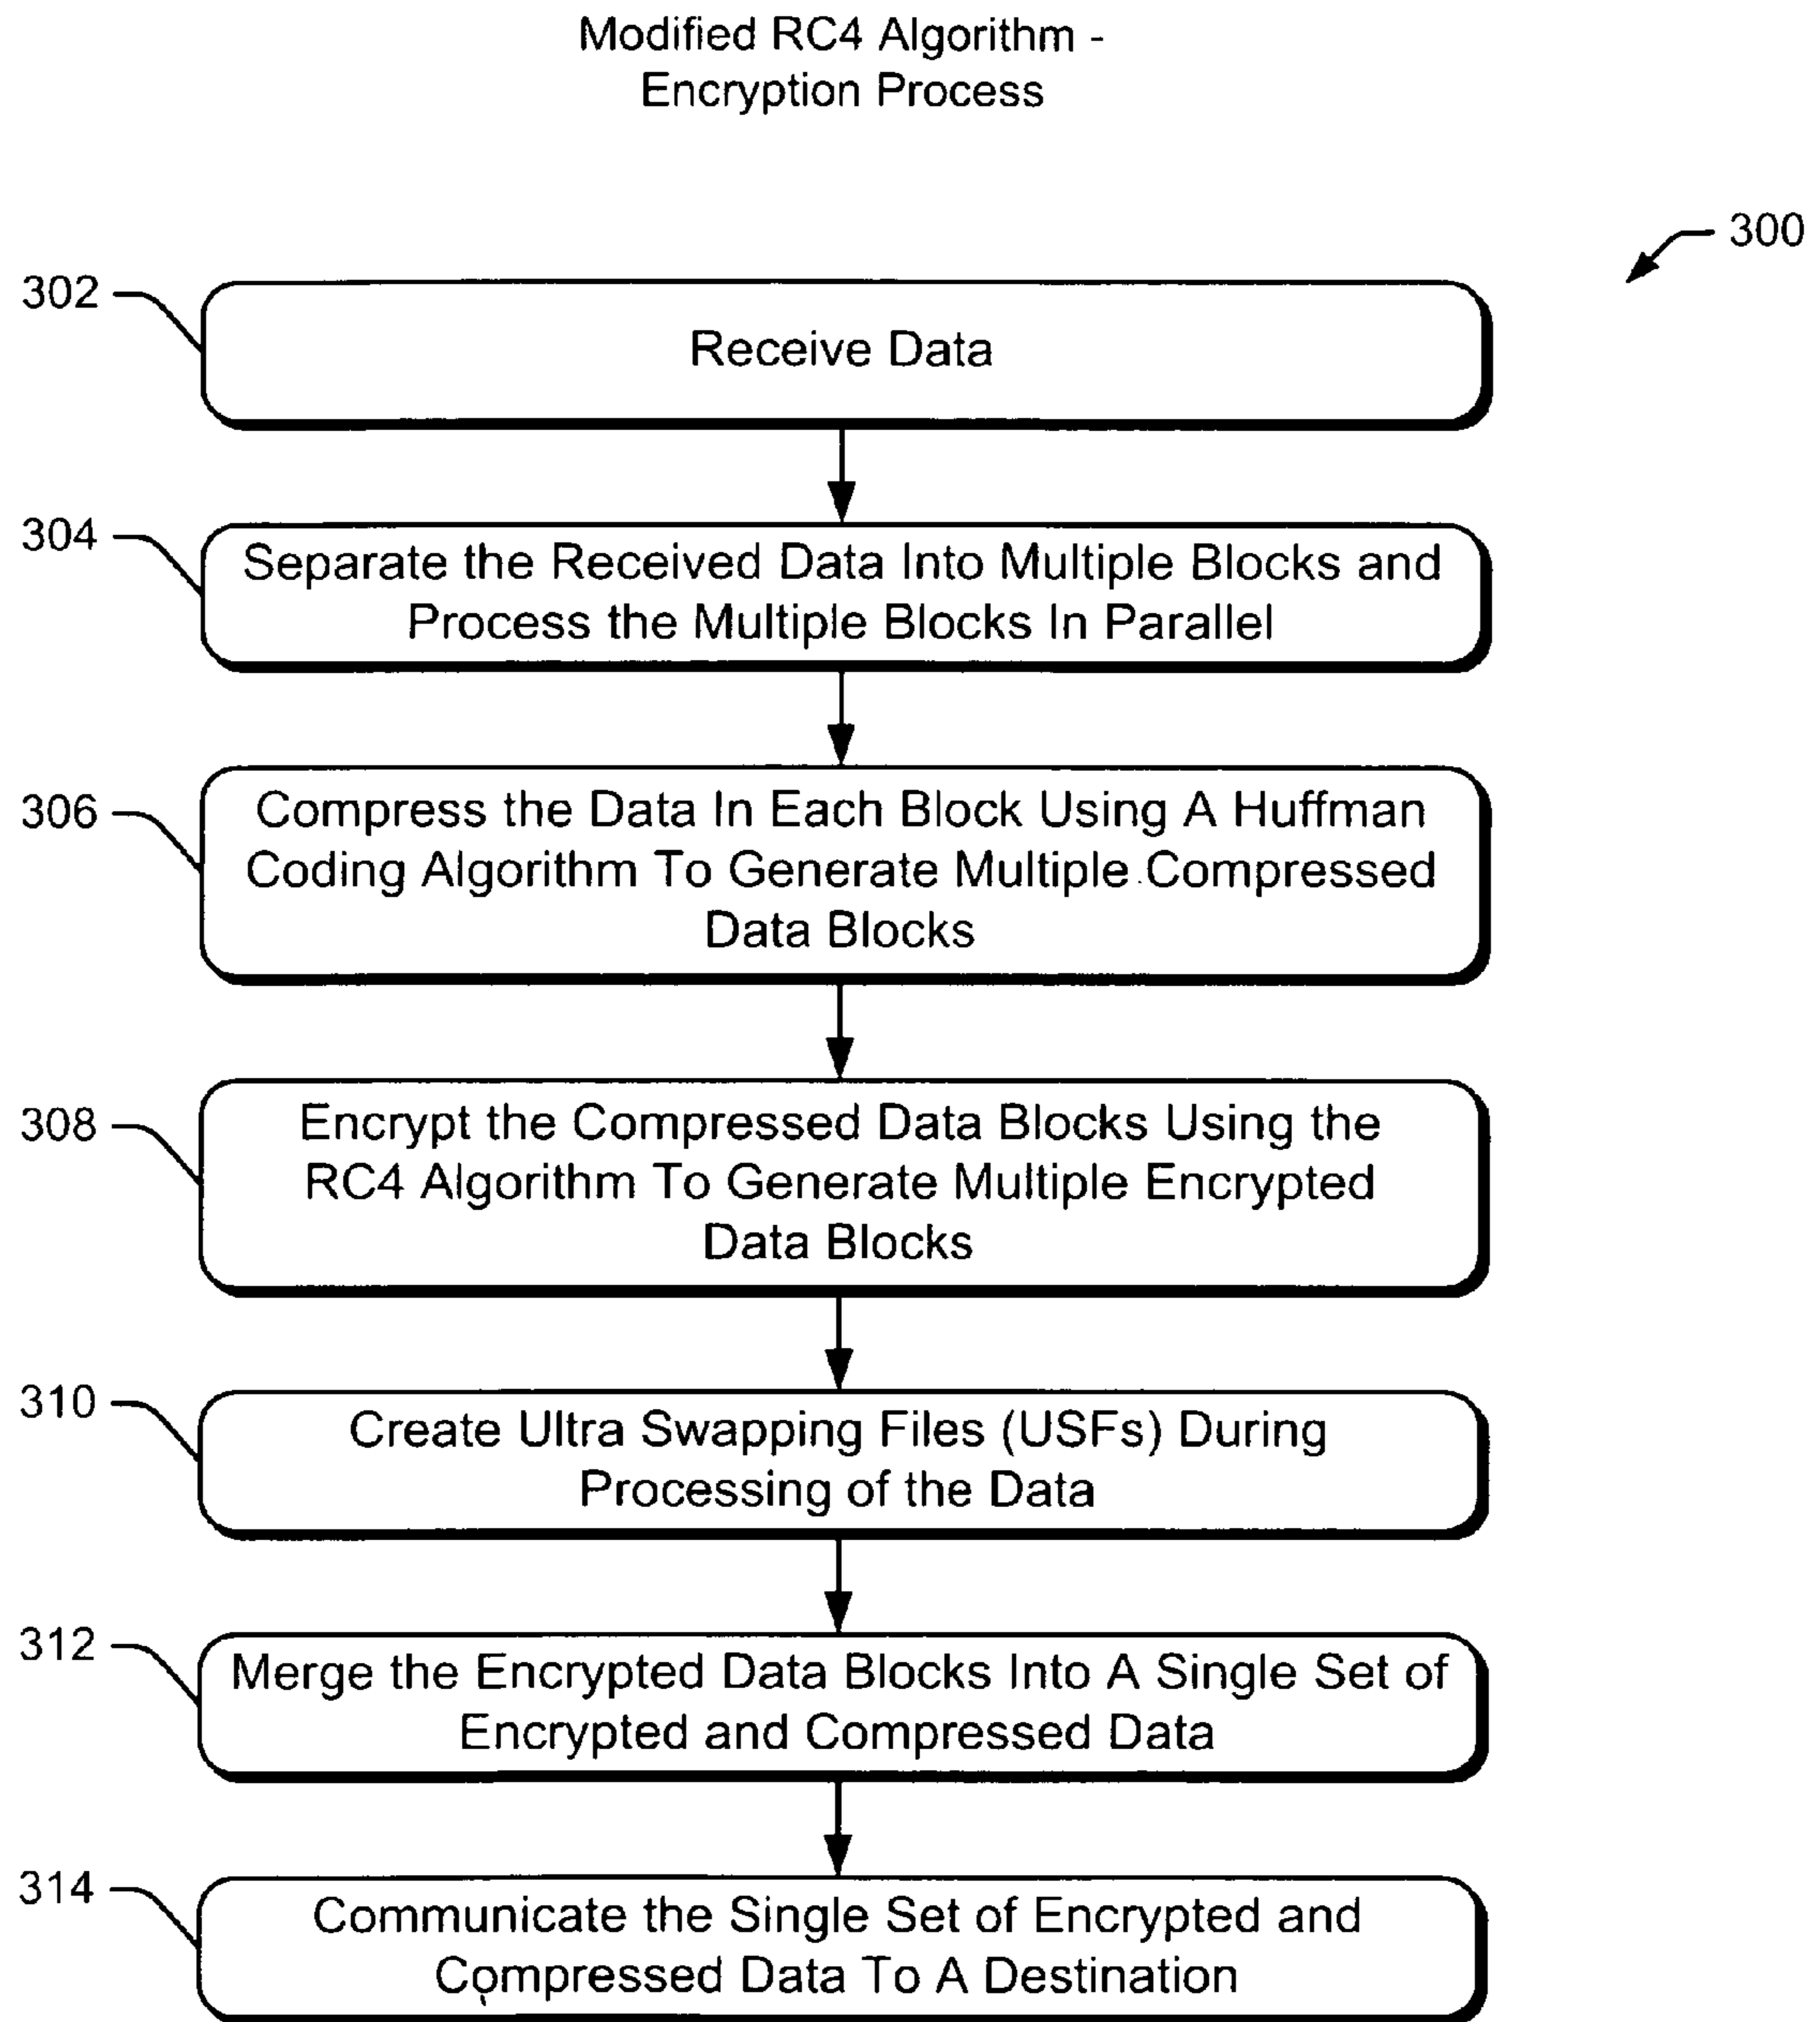 Modified RC4 Algorithm -
Encryption Process
300
302
Receive Data
304
Separate the Received Data Into Multiple Blocks and
Process the Multiple Blocks In Parallel
306
Compress the Data In Each Block Using A Huffman
Coding Algorithm To Generate Multiple Compressed
Data Blocks
308
Encrypt the Compressed Data Blocks Using the
RC4 Algorithm To Generate Multiple Encrypted
Data Blocks
310
Create Ultra Swapping Files (USFs) During
Processing of the Data
312
Merge the Encrypted Data Blocks Into A Single Set of
Encrypted and Compressed Data
314
Communicate the Single Set of Encrypted and
Compressed Data To A Destination